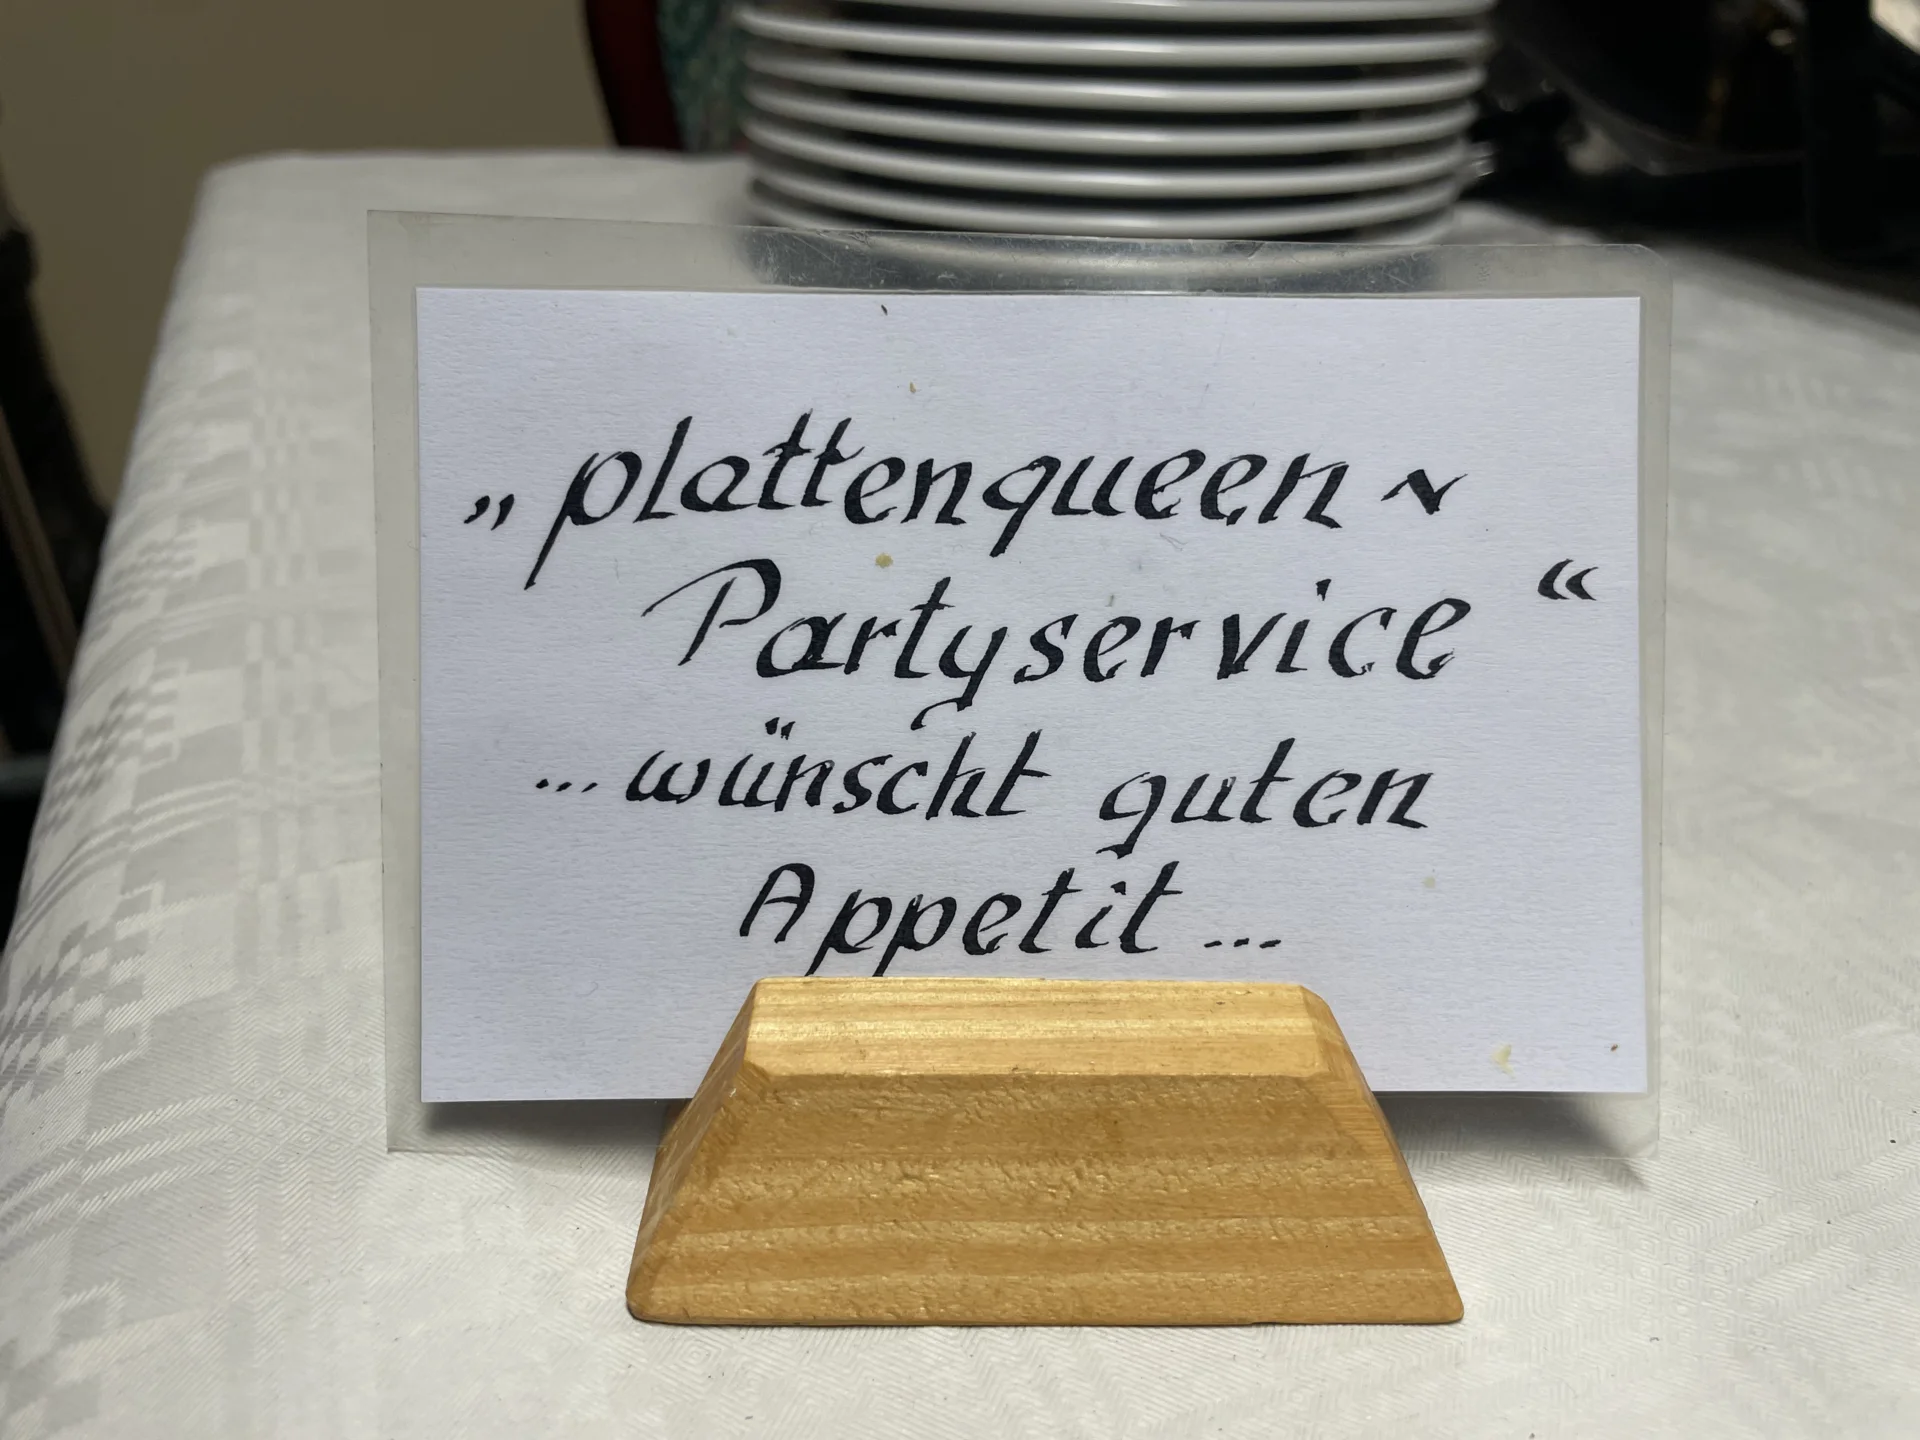 „plattenqueen ~
Partyservice “
...wünscht guten
Appetit...